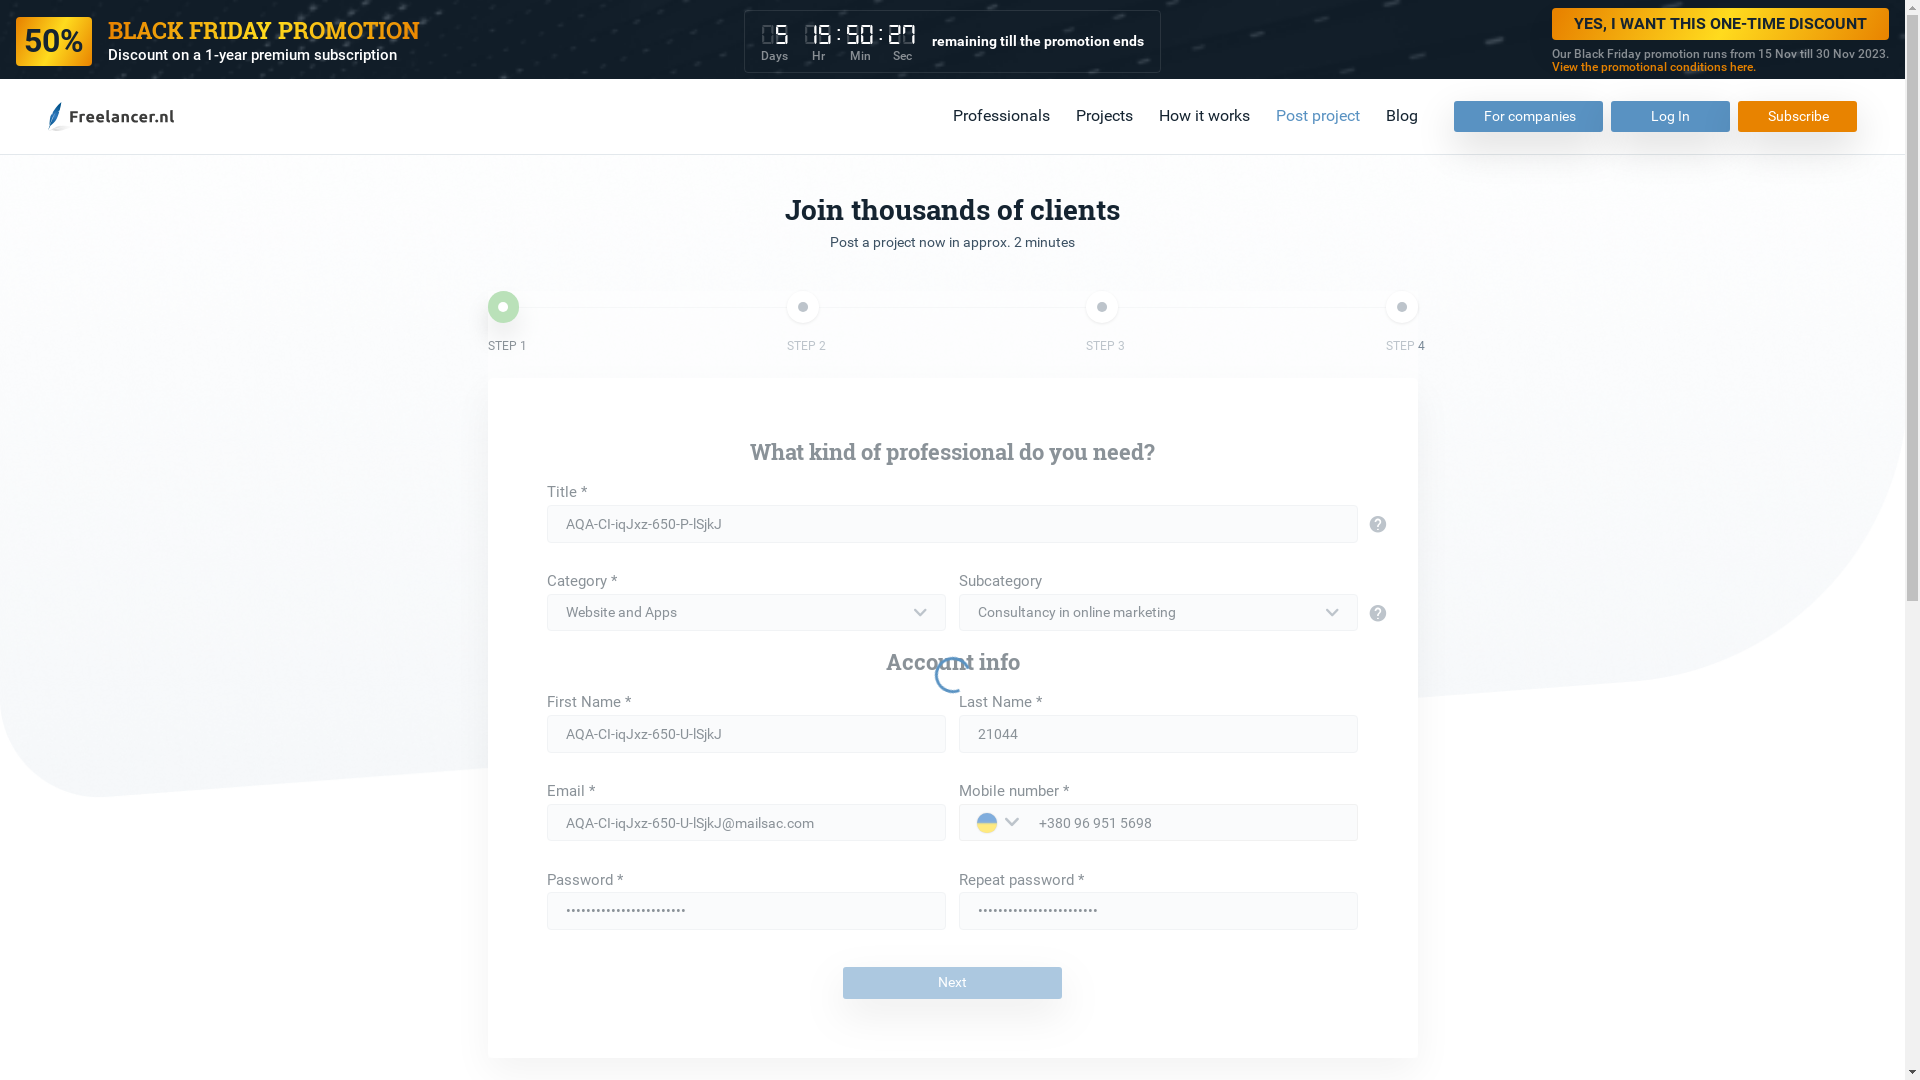 50%
BLACK FRIDAY PROMOTION
Discount on a 1-year premium subscription
5 15 : 50 : 27
Days Hr Min Sec
remaining till the promotion ends
YES, I WANT THIS ONE-TIME DISCOUNT
Our Black Friday promotion runs from 15 Nov till 30 Nov 2023.
View the promotional conditions here.
Freelancer.nl
Professionals Projects How it works Post project Blog For companies Log In Subscribe
Join thousands of clients
Post a project now in approx. 2 minutes
STEP 1 STEP 2 STEP 3 STEP 4
What kind of professional do you need?
Title *
AQA-CI-iqJxz-650-P-lSjkJ
Category * Subcategory
Website and Apps Consultancy in online marketing
Account info
First Name * Last Name *
AQA-CI-iqJxz-650-U-lSjkJ 21044
Email * Mobile number *
AQA-CI-iqJxz-650-U-lSjkJ@mailsac.com +380 96 951 5698
Password * Repeat password *
Next